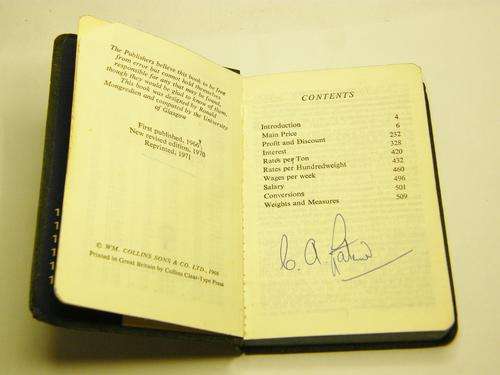 The Publishers believe this book to be free
from error but cannot hold themselves
responsible for any that may be found,
though they would be glad to know of them.
This book was designed by Ronald
Mongredien and computed by the University
of Glasgow
First published, 1968
New revised edition, 1970
Reprinted, 1971
© WM. COLLINS SONS & CO. LTD., 1968
Printed in Great Britain by Collins Clear-Type Press
CONTENTS
Introduction 4
Main Price 6
Profit and Discount 252
Interest 328
Rates per Ton 420
Rates per Hundredweight 432
Wages per week 460
Salary 496
Conversions 501
Weights and Measures 509
C. A.